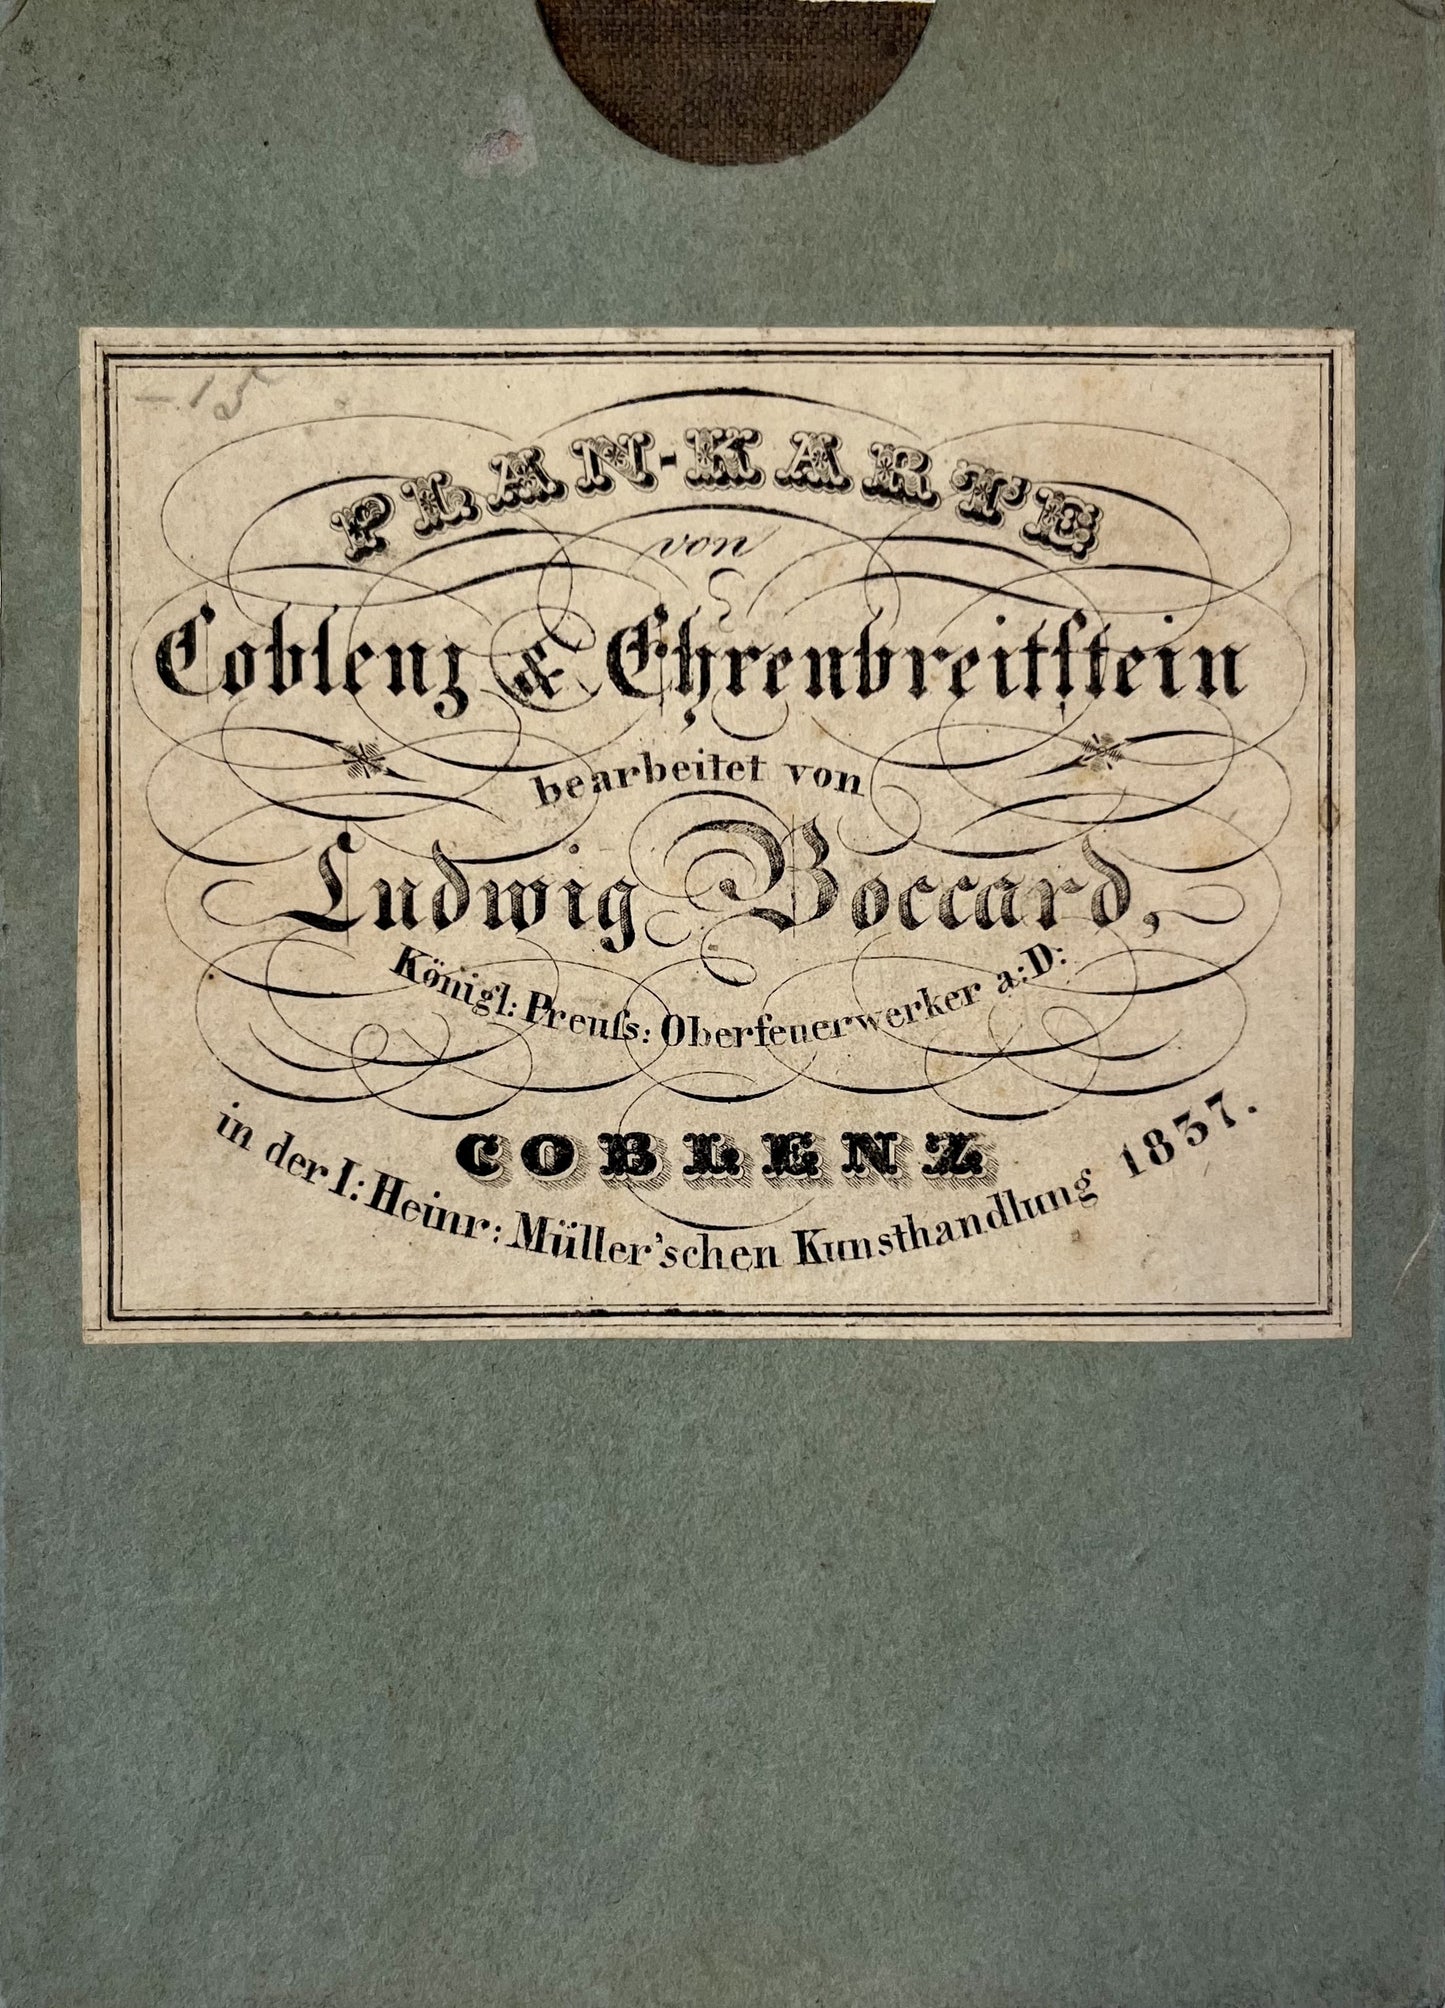 PLAN-KARTE
von
Coblenz & Ehrenbreitſtein
bearbeitet von
Ludwig Boccard,
Königl: Preuſs: Oberfeuerwerker a:D:
COBLENZ
in der I: Heinr: Müller'schen Kunsthandlung 1837.